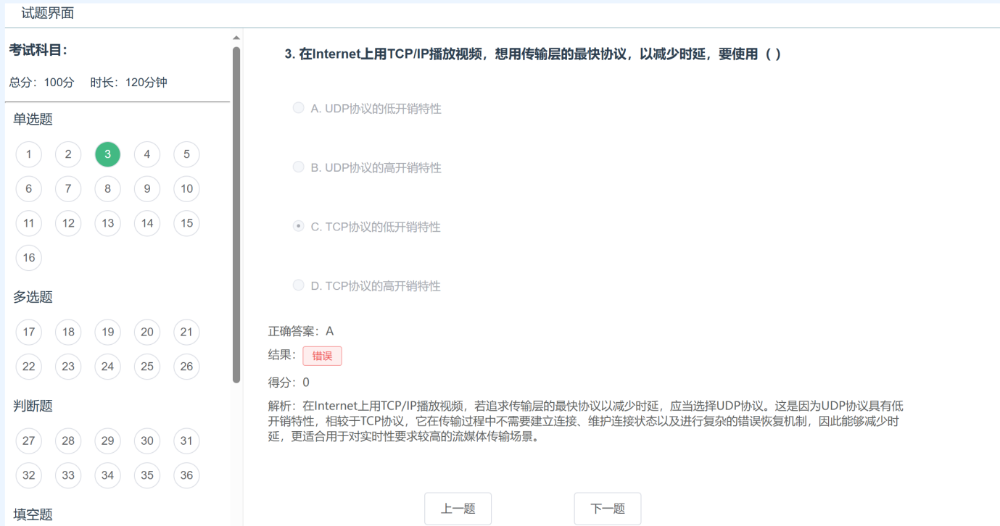 试题界面
考试科目：
总分：100分 时长：120分钟
单选题
1 2 3 4 5
6 7 8 9 10
11 12 13 14 15
16
多选题
17 18 19 20 21
22 23 24 25 26
判断题
27 28 29 30 31
32 33 34 35 36
填空题
3. 在Internet上用TCP/IP播放视频，想用传输层的最快协议，以减少时延，要使用（ ）
A. UDP协议的低开销特性
B. UDP协议的高开销特性
C. TCP协议的低开销特性
D. TCP协议的高开销特性
正确答案：A
结果： 错误
得分：0
解析：在Internet上用TCP/IP播放视频，若追求传输层的最快协议以减少时延，应当选择UDP协议。这是因为UDP协议具有低
开销特性，相较于TCP协议，它在传输过程中不需要建立连接、维护连接状态以及进行复杂的错误恢复机制，因此能够减少时
延，更适合用于对实时性要求较高的流媒体传输场景。
上一题 下一题